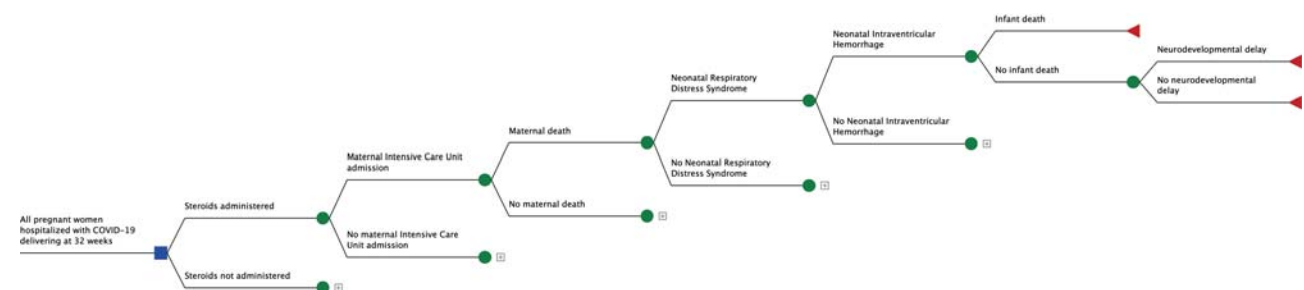 All pregnant women
hospitalized with COVID-19
delivering at 32 weeks
Steroids administered
Steroids not administered
Maternal Intensive Care Unit
admission
No maternal Intensive Care
Unit admission
Maternal death
No maternal death
Neonatal Respiratory
Distress Syndrome
No Neonatal Respiratory
Distress Syndrome
Neonatal Intraventricular
Hemorrhage
No Neonatal Intraventricular
Hemorrhage
Infant death
No infant death
Neurodevelopmental delay
No neurodevelopmental
delay